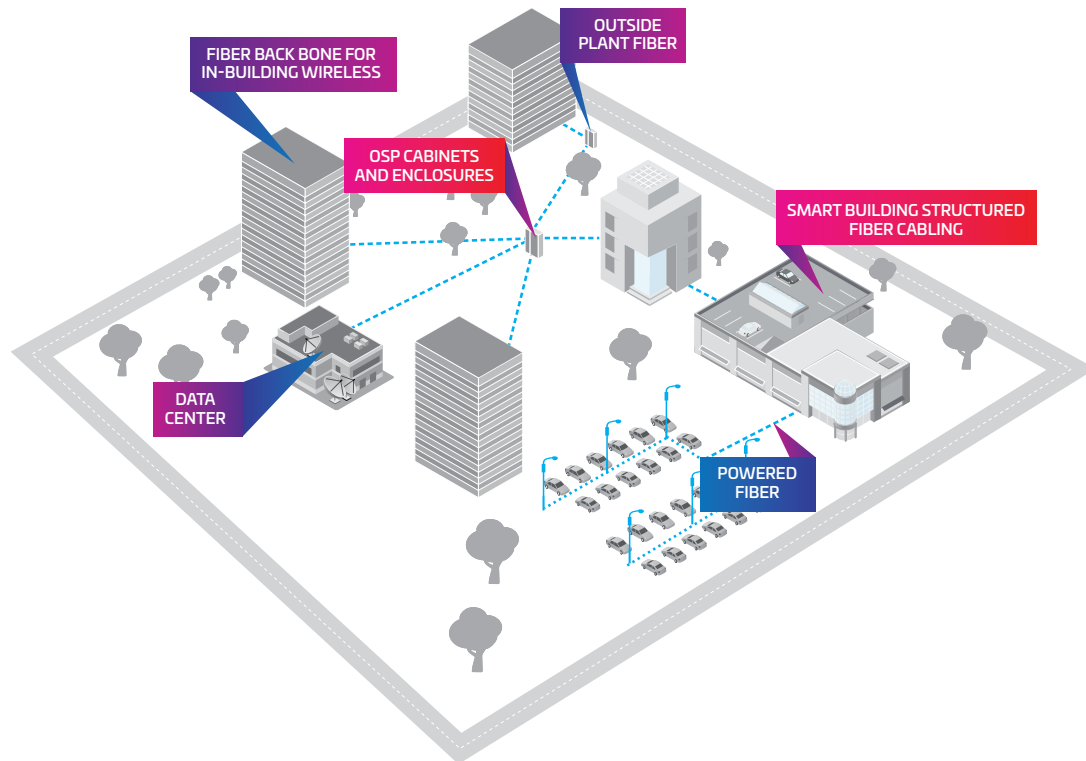 OUTSIDE
PLANT FIBER
FIBER BACK BONE FOR
IN-BUILDING WIRELESS
OSP CABINETS
AND ENCLOSURES
SMART BUILDING STRUCTURED
FIBER CABLING
DATA
CENTER
POWERED
FIBER